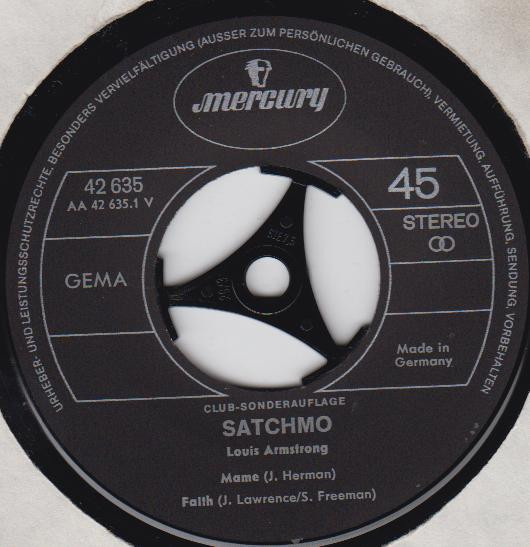 URHEBER- UND LEISTUNGSSCHUTZRECHTE, BESONDERS VERVIELFÄLTIGUNG (AUSSER ZUM PERSÖNLICHEN GEBRAUCH), VERMIETUNG, AUFFÜHRUNG, SENDUNG VORBEHALTEN
mercury
42 635
AA 42 635.1 V
45
STEREO
GEMA
Made in
Germany
CLUB-SONDERAUFLAGE
SATCHMO
Louis Armstrong
Mame (J. Herman)
Faith (J. Lawrence/S. Freeman)